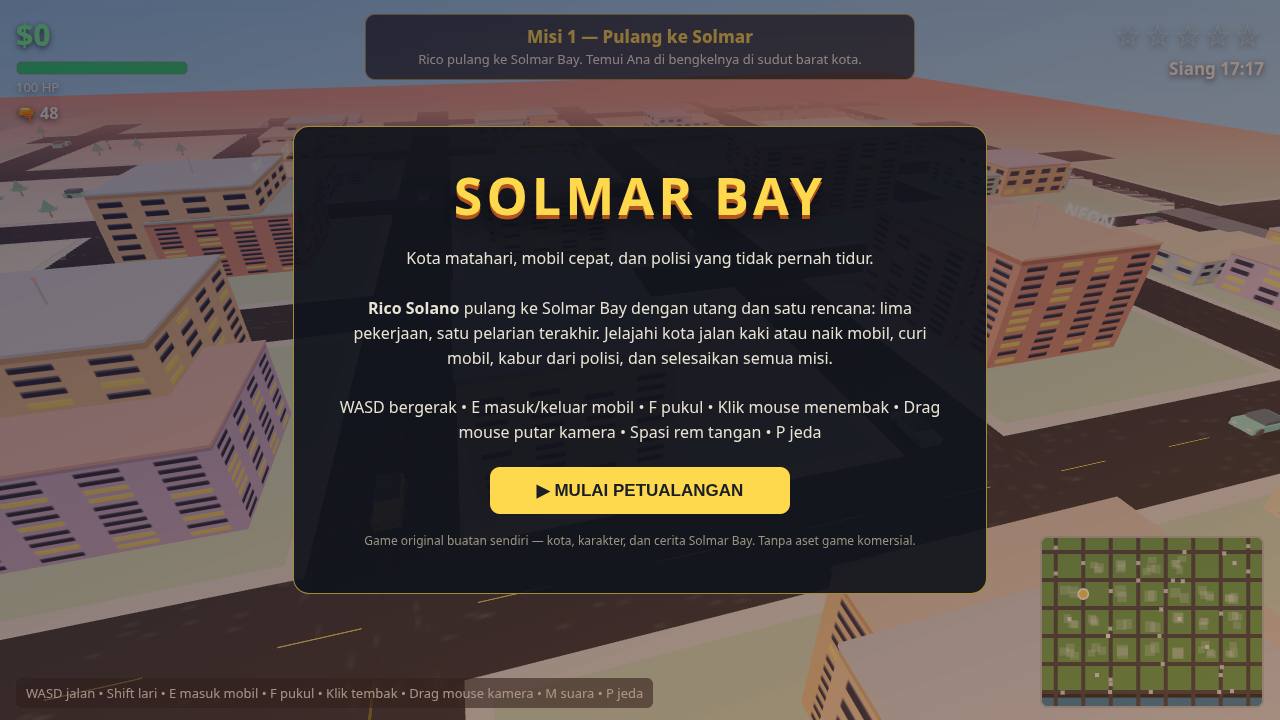 $0
100 HP
48
Misi 1 — Pulang ke Solmar
Rico pulang ke Solmar Bay. Temui Ana di bengkelnya di sudut barat kota.
☆ ☆ ☆ ☆ ☆
Siang 17:17
NEON
SOLMAR BAY
Kota matahari, mobil cepat, dan polisi yang tidak pernah tidur.
Rico Solano pulang ke Solmar Bay dengan utang dan satu rencana: lima
pekerjaan, satu pelarian terakhir. Jelajahi kota jalan kaki atau naik mobil, curi
mobil, kabur dari polisi, dan selesaikan semua misi.
WASD bergerak • E masuk/keluar mobil • F pukul • Klik mouse menembak • Drag
mouse putar kamera • Spasi rem tangan • P jeda
▶ MULAI PETUALANGAN
Game original buatan sendiri — kota, karakter, dan cerita Solmar Bay. Tanpa aset game komersial.
WASD jalan • Shift lari • E masuk mobil • F pukul • Klik tembak • Drag mouse kamera • M suara • P jeda